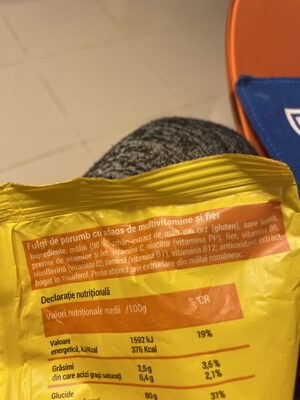 Fulgi de porumb cu adaos de multivitamine și fier
Ingrediente: mălai (90 %), zahăr, extract de malț din orz (gluten), sare iodată,
premix de vitamine și fier: vitamina C, niacina (vitamina PP), fier, vitamina B6,
riboflavină (vitamina B2), tiamină (vitamina B1), vitamina B12; antioxidant: extract
bogat în tocoferol. Produs obținut prin extrudare din mălai românesc.
Declarație nutrițională
Valori nutriționale medii /100g
%CR
Valoare
energetică, kJ/Kcal
1592 kJ
376 Kcal
19%
Grăsimi
din care acizi grași saturați
2,5g
0,4 g
3,6%
2,1%
Glucide
80g
31%